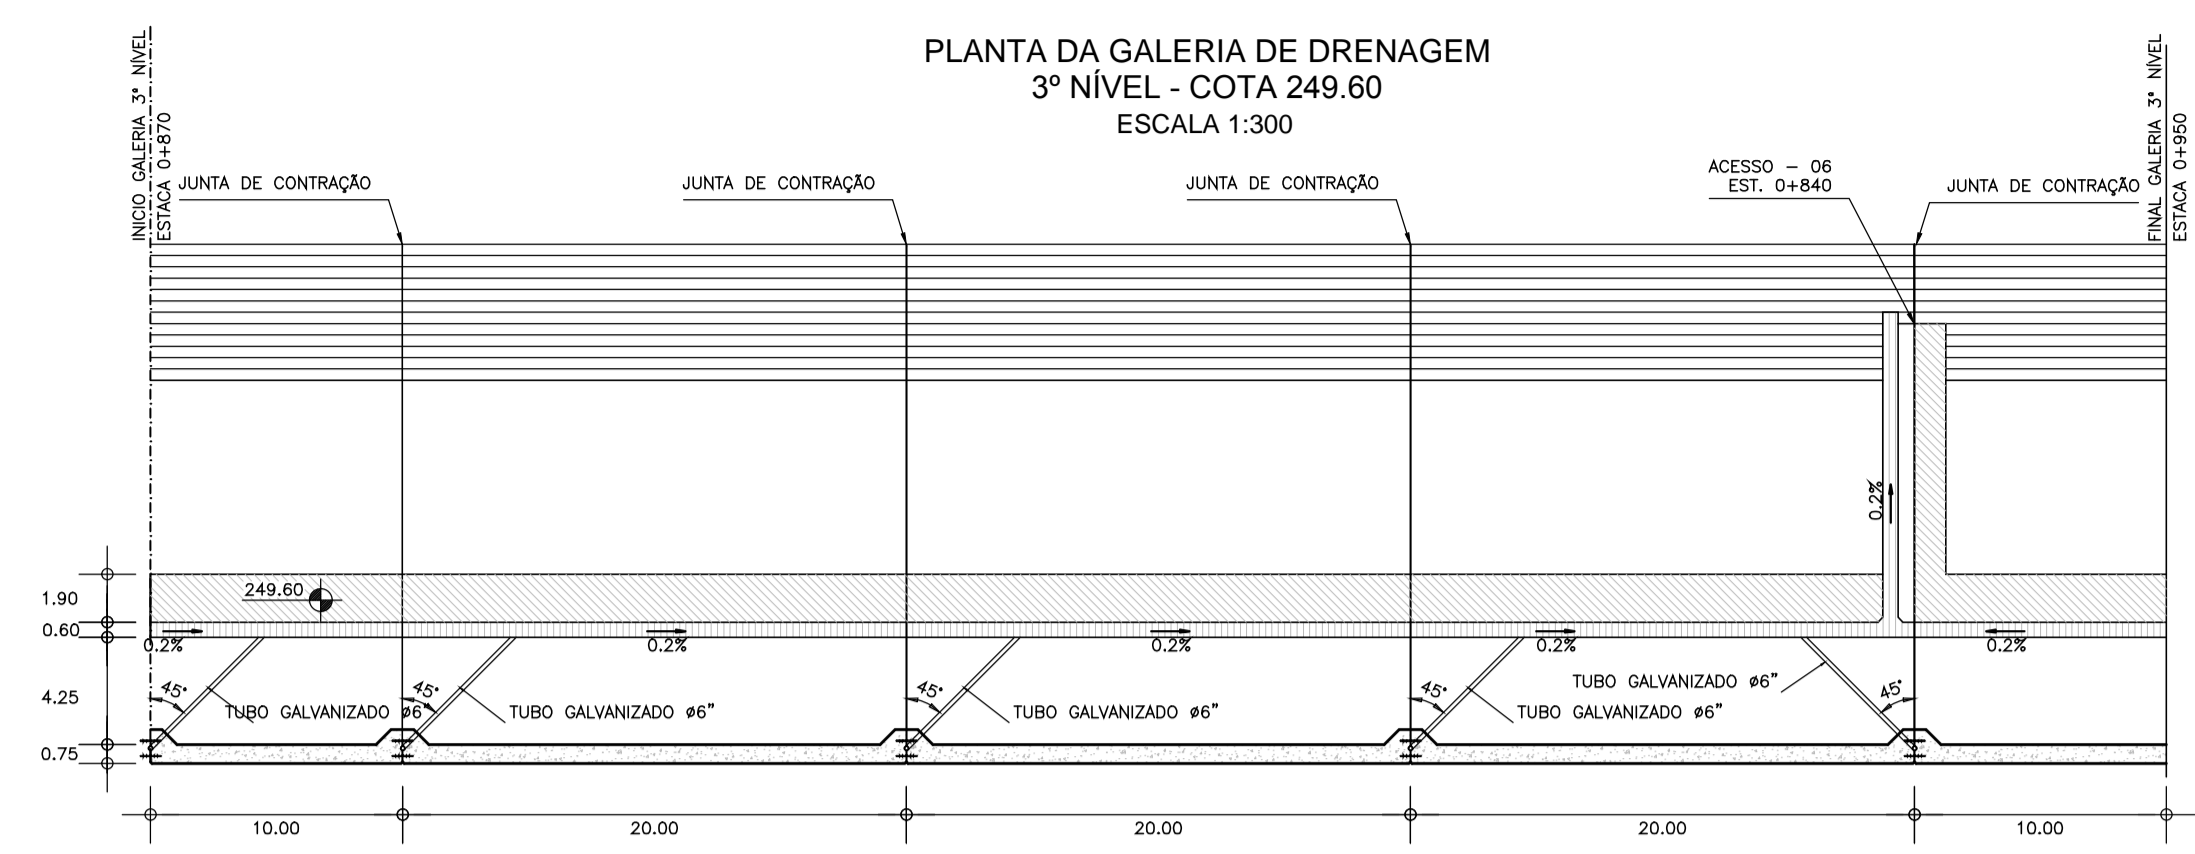 PLANTA DA GALERIA DE DRENAGEM
3º NÍVEL - COTA 249.60
ESCALA 1:300
INICIO GALERIA 3ª NÍVEL
ESTACA 0+870
JUNTA DE CONTRAÇÃO
JUNTA DE CONTRAÇÃO
JUNTA DE CONTRAÇÃO
ACESSO - 06
EST. 0+840
JUNTA DE CONTRAÇÃO
FINAL GALERIA 3ª NÍVEL
ESTACA 0+950
0.2%
1.90
249.60
0.60
0.2%
0.2%
0.2%
0.2%
0.2%
4.25
45°
45°
45°
45°
45°
TUBO GALVANIZADO ø6"
TUBO GALVANIZADO ø6
TUBO GALVANIZADO ø6"
TUBO GALVANIZADO ø6"
TUBO GALVANIZADO ø6"
0.75
10.00
20.00
20.00
20.00
10.00